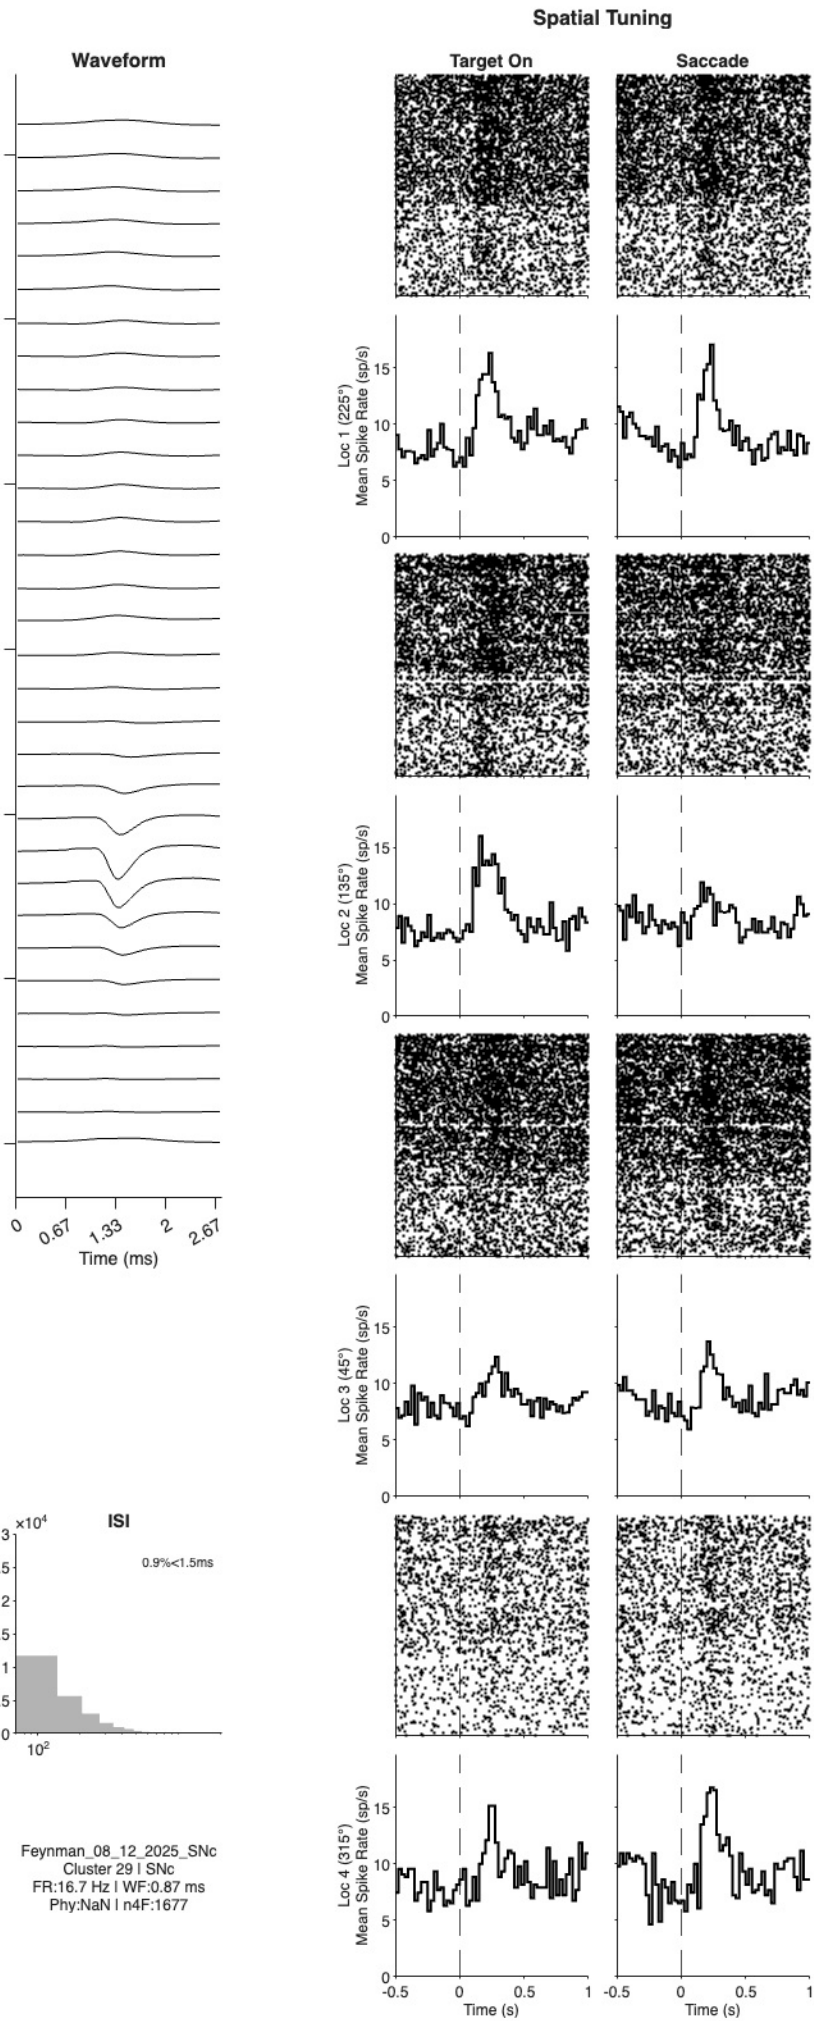 Spatial Tuning
Waveform
Target On
Saccade
15
10
5
0
Loc 1 (225°)
Mean Spike Rate (sp/s)
15
10
5
0
Loc 2 (135°)
Mean Spike Rate (sp/s)
0 0.67 1.33 2 2.67
Time (ms)
15
10
5
0
Loc 3 (45°)
Mean Spike Rate (sp/s)
×10⁴
ISI
0.9%<1.5ms
3
.5
2
.5
1
.5
0
10²
15
10
5
0
Loc 4 (315°)
Mean Spike Rate (sp/s)
Feynman_08_12_2025_SNc
Cluster 29 | SNc
FR:16.7 Hz | WF:0.87 ms
Phy:NaN | n4F:1677
-0.5 0 0.5 1
Time (s)
-0.5 0 0.5 1
Time (s)